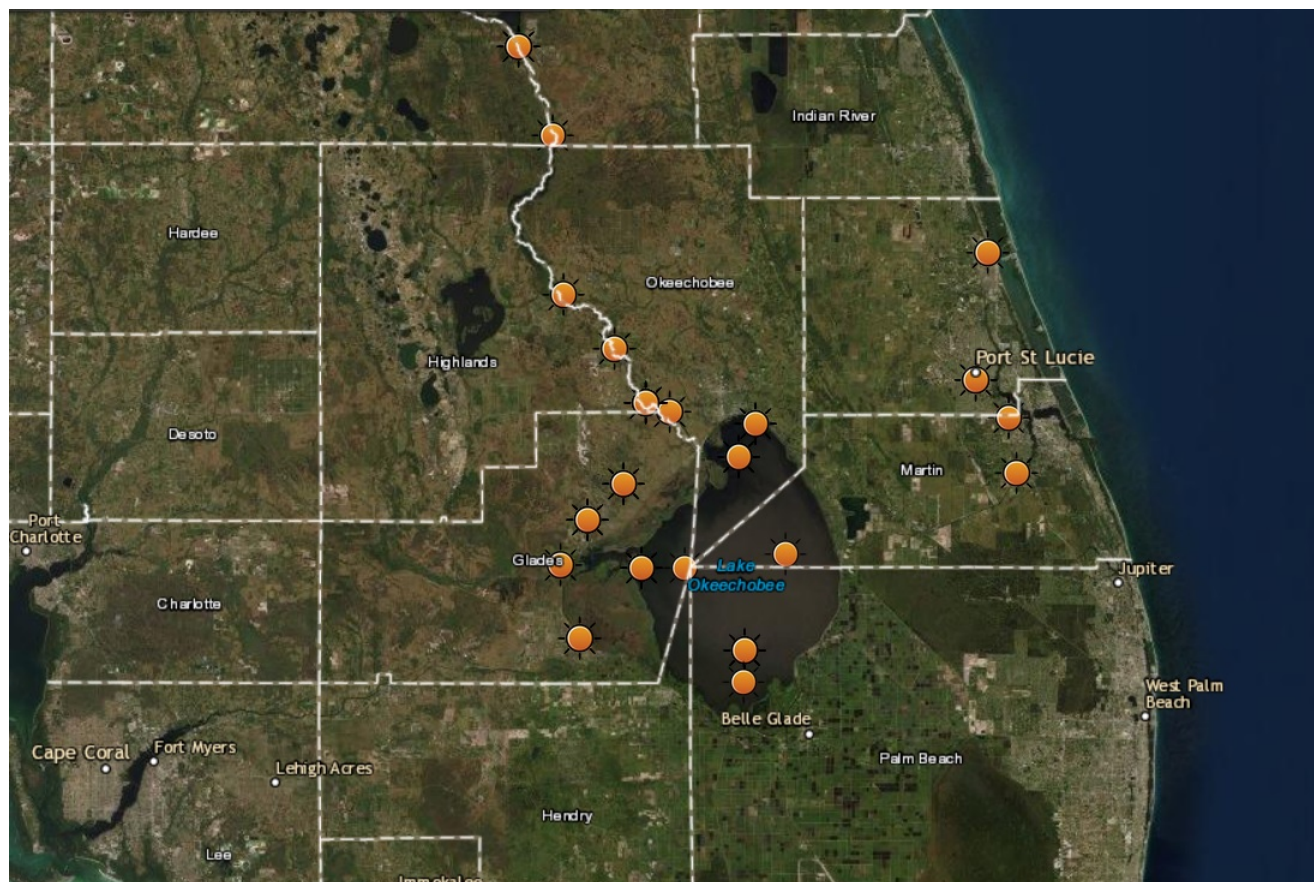 Indian River
Hardee
Okeechobee
Port St Lucie
Highlands
Desoto
Martin
Port
Charlotte
Glades
Lake
Okeechobee
Jupiter
Charlotte
West Palm
Beach
Belle Glade
Cape Coral
Fort Myers
Lehigh Acres
Palm Beach
Hendry
Lee
Immokalee